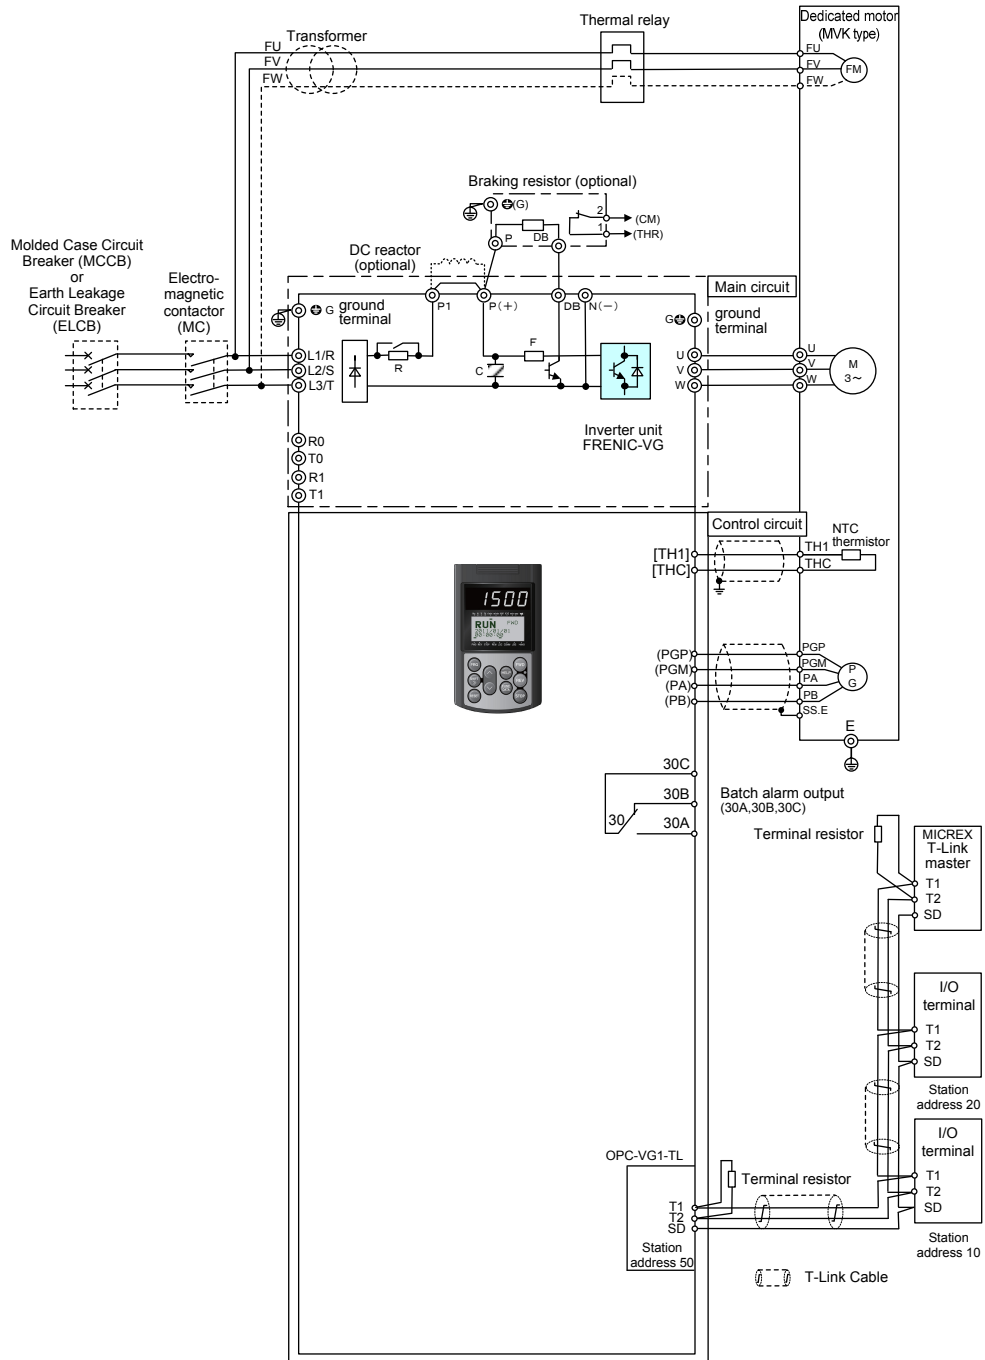 Thermal relay
Dedicated motor
(MVK type)
Transformer
FU
FV
FW
FU
FV
FW
FM
Braking resistor (optional)
(G)
P
DB
2
1
(CM)
(THR)
Molded Case Circuit
Breaker (MCCB)
or
Earth Leakage
Circuit Breaker
(ELCB)
Electro-
magnetic
contactor
(MC)
DC reactor
(optional)
Main circuit
G
ground
terminal
P1
P(+)
DB
N(−)
G
ground
terminal
L1/R
L2/S
L3/T
R
C
F
U
V
W
U
V
W
M
3~
Inverter unit
FRENIC-VG
R0
T0
R1
T1
Control circuit
NTC
thermistor
[TH1]
[THC]
TH1
THC
1500
RUN
FWD
(PGP)
(PGM)
(PA)
(PB)
PGP
PGM
PA
PB
SS.E
P
G
E
30C
30B
30
30A
Batch alarm output
(30A,30B,30C)
Terminal resistor
MICREX
T-Link
master
T1
T2
SD
I/O
terminal
T1
T2
SD
Station
address 20
I/O
terminal
T1
T2
SD
Station
address 10
OPC-VG1-TL
T1
T2
SD
Station
address 50
Terminal resistor
T-Link Cable